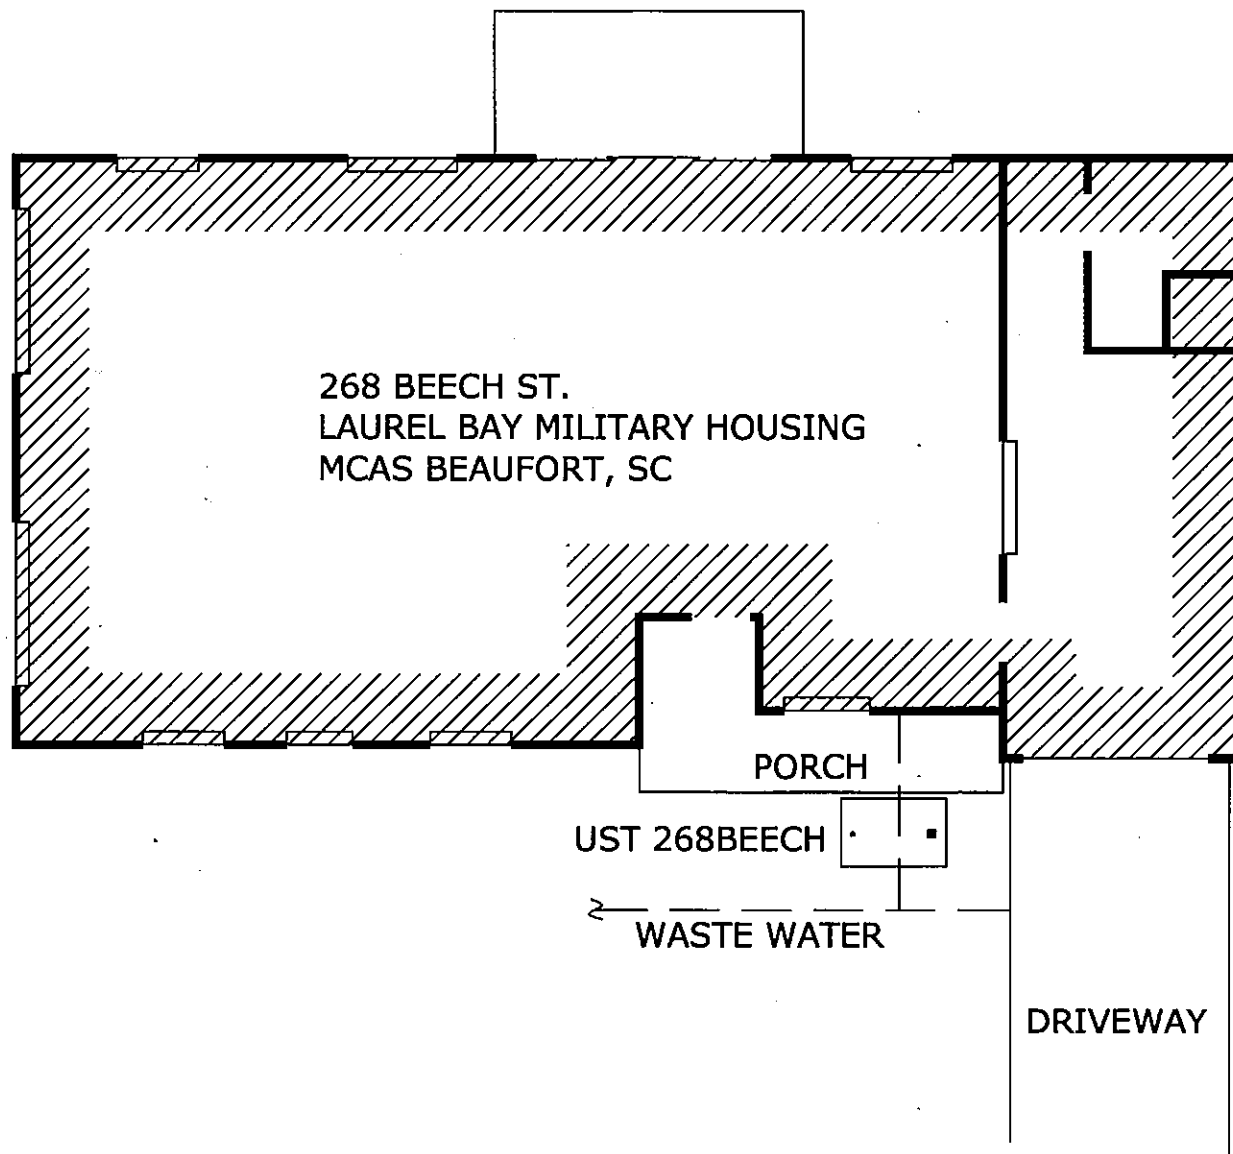 268 BEECH ST.
LAUREL BAY MILITARY HOUSING
MCAS BEAUFORT, SC
PORCH
UST 268BEECH
WASTE WATER
DRIVEWAY